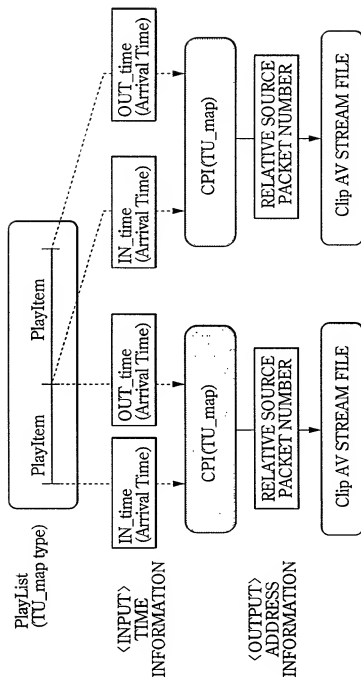 PlayList
(TU_map type)
PlayItem
PlayItem
<INPUT>
TIME
INFORMATION
IN_time
(Arrival Time)
OUT_time
(Arrival Time)
IN_time
(Arrival Time)
OUT_time
(Arrival Time)
CPI(TU_map)
CPI(TU_map)
<OUTPUT>
ADDRESS
INFORMATION
RELATIVE SOURCE
PACKET NUMBER
RELATIVE SOURCE
PACKET NUMBER
Clip AV STREAM FILE
Clip AV STREAM FILE